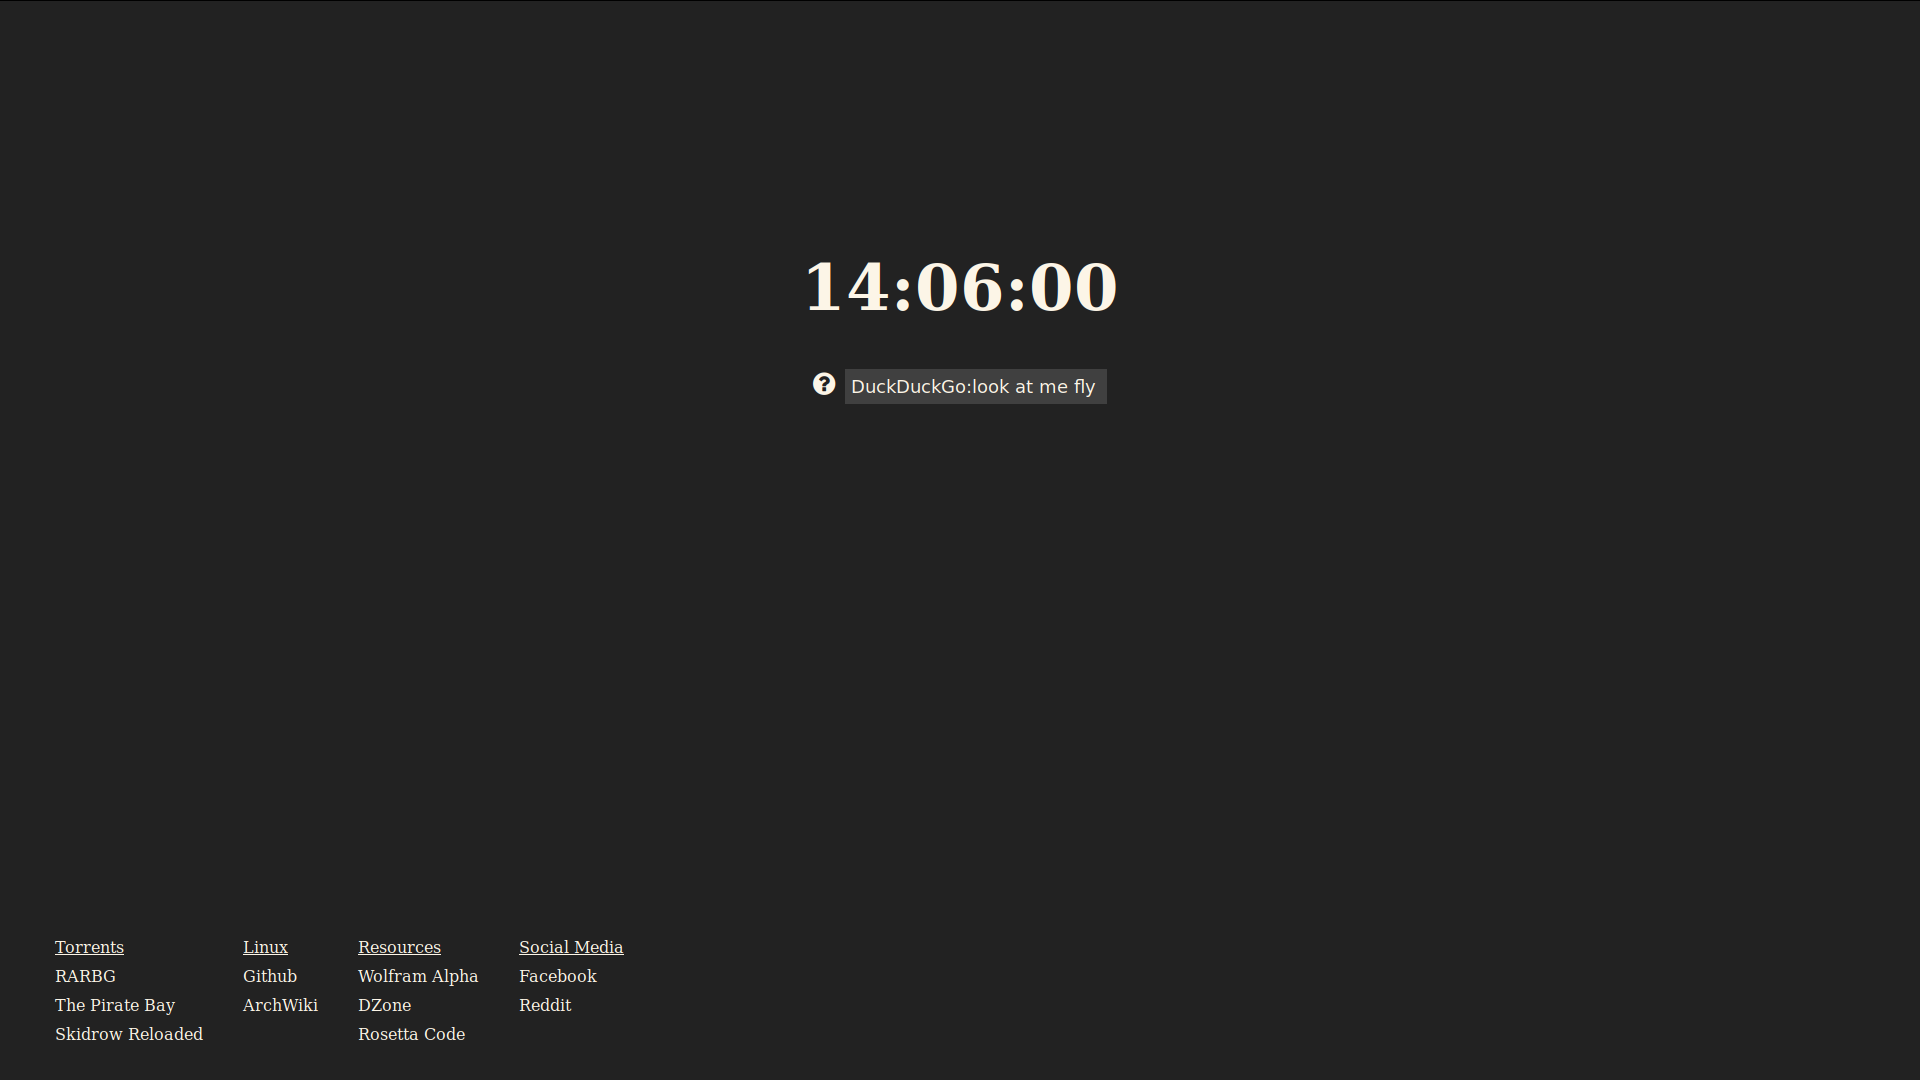 14:06:00
? DuckDuckGo:look at me fly
Torrents
RARBG
The Pirate Bay
Skidrow Reloaded
Linux
Github
ArchWiki
Resources
Wolfram Alpha
DZone
Rosetta Code
Social Media
Facebook
Reddit